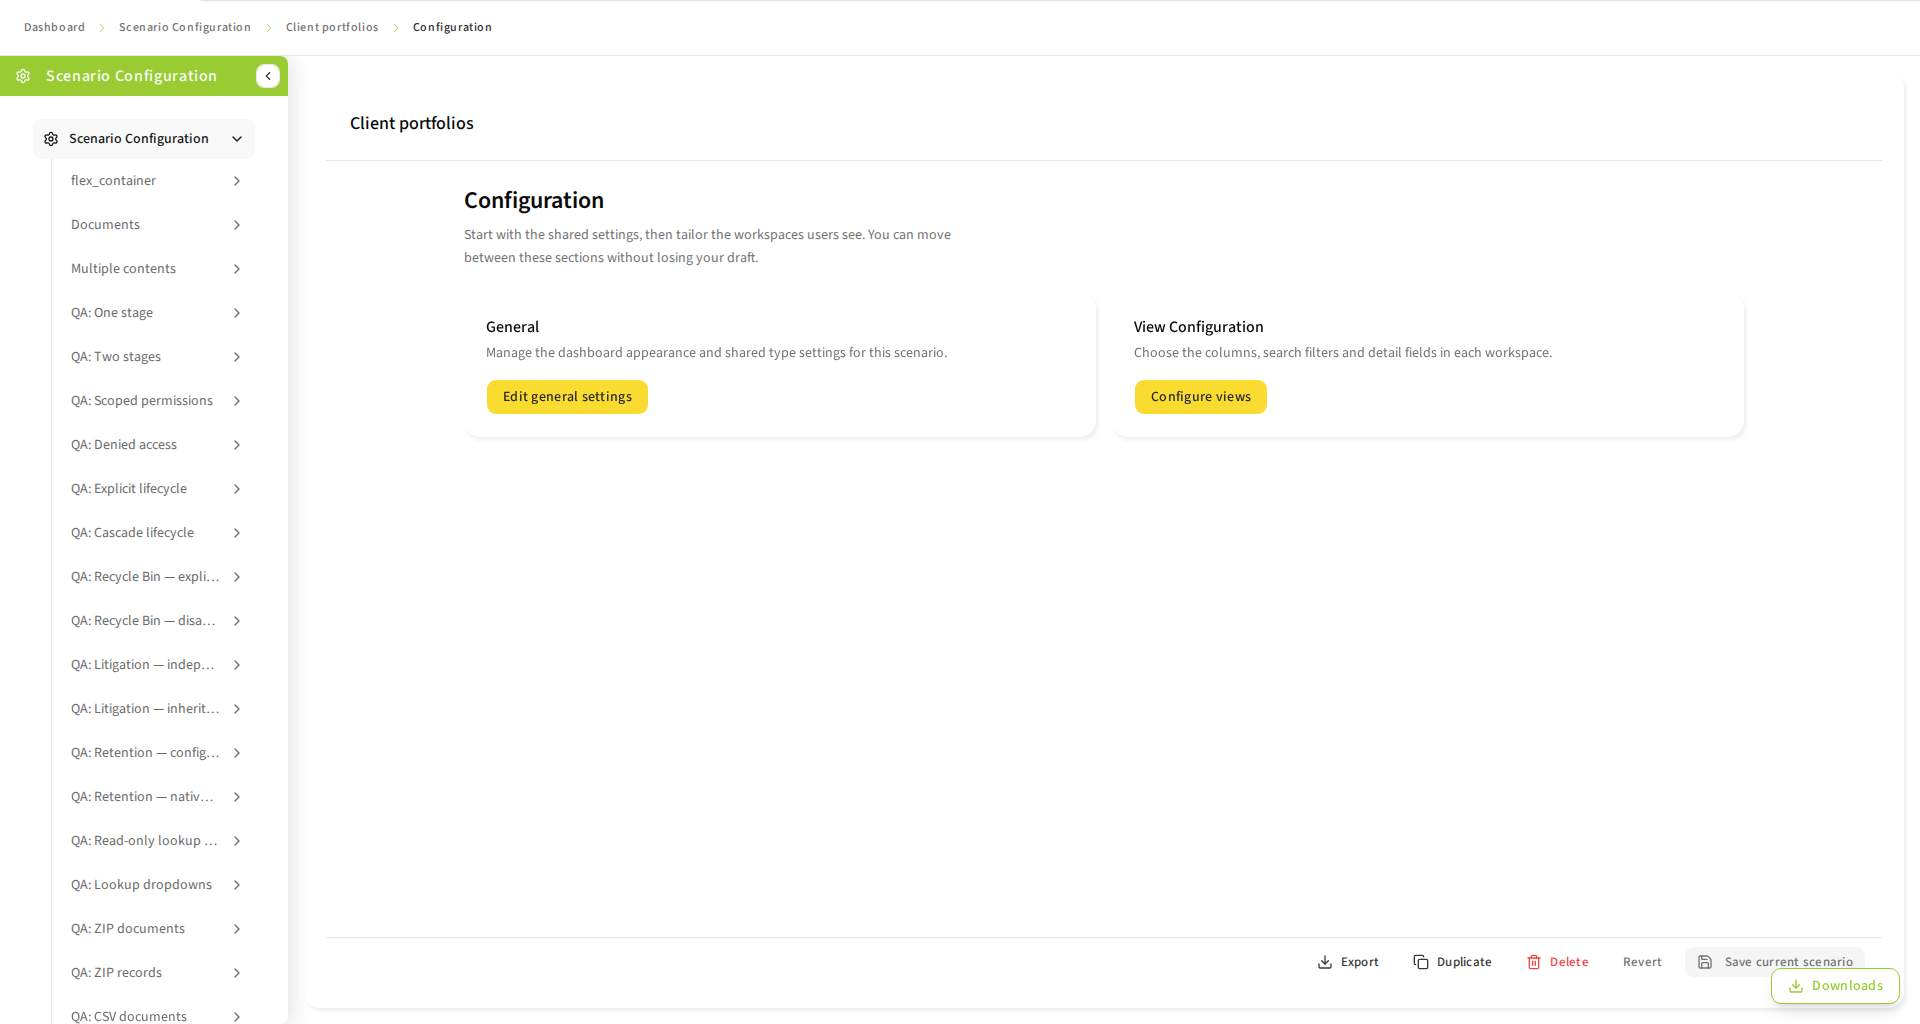 Dashboard
Scenario Configuration
Client portfolios
Configuration
Scenario Configuration
Scenario Configuration
flex_container
Documents
Multiple contents
QA: One stage
QA: Two stages
QA: Scoped permissions
QA: Denied access
QA: Explicit lifecycle
QA: Cascade lifecycle
QA: Recycle Bin — expli...
QA: Recycle Bin — disa...
QA: Litigation — indep...
QA: Litigation — inherit...
QA: Retention — config...
QA: Retention — nativ...
QA: Read-only lookup ...
QA: Lookup dropdowns
QA: ZIP documents
QA: ZIP records
QA: CSV documents
Client portfolios
Configuration
Start with the shared settings, then tailor the workspaces users see. You can move
between these sections without losing your draft.
General
Manage the dashboard appearance and shared type settings for this scenario.
Edit general settings
View Configuration
Choose the columns, search filters and detail fields in each workspace.
Configure views
Export
Duplicate
Delete
Revert
Save current scenario
Downloads